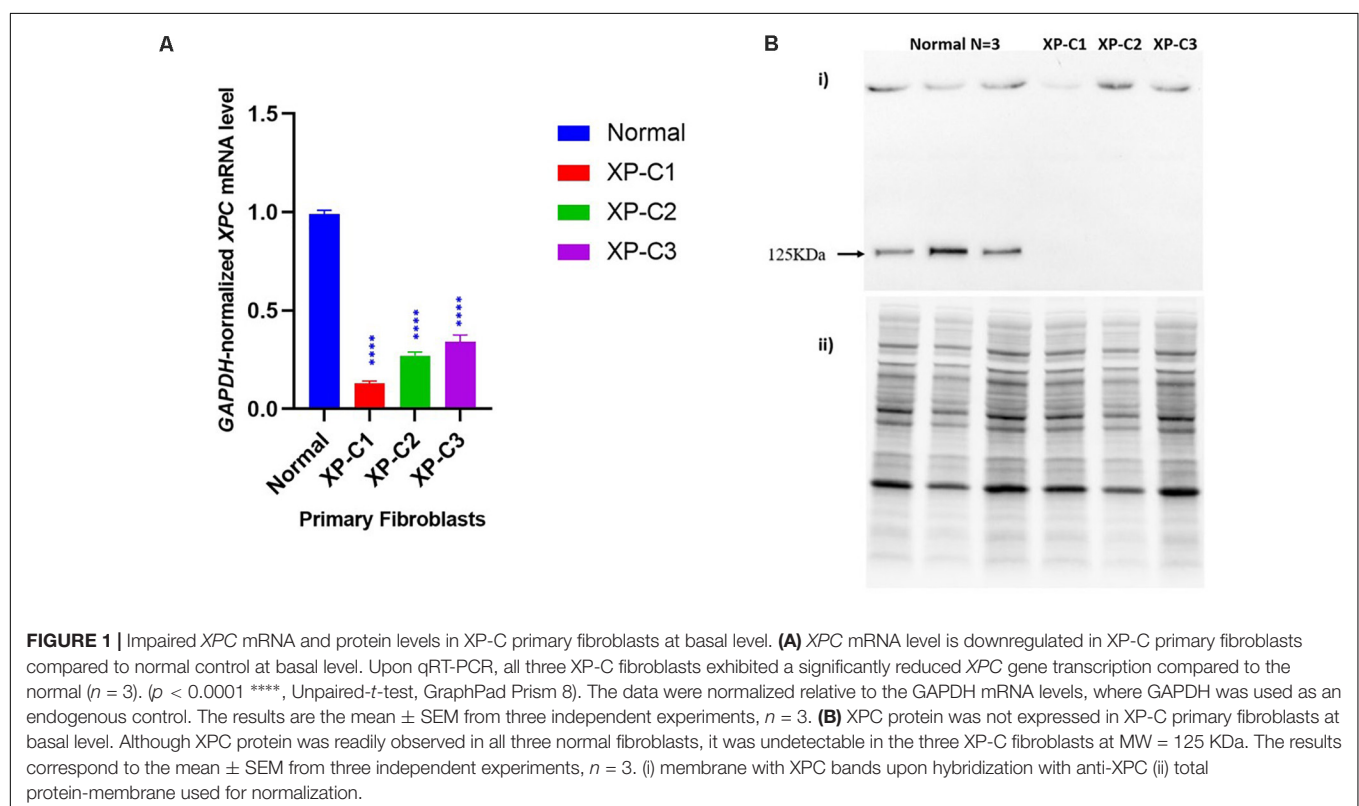 A
GAPDH-normalized XPC mRNA level
1.5
1.0
0.5
0.0
****
****
****
Normal
XP-C1
XP-C2
XP-C3
Primary Fibroblasts
Normal
XP-C1
XP-C2
XP-C3
B
Normal N=3 XP-C1 XP-C2 XP-C3
i)
125KDa
ii)
FIGURE 1 | Impaired XPC mRNA and protein levels in XP-C primary fibroblasts at basal level. (A) XPC mRNA level is downregulated in XP-C primary fibroblasts
compared to normal control at basal level. Upon qRT-PCR, all three XP-C fibroblasts exhibited a significantly reduced XPC gene transcription compared to the
normal (n = 3). (p < 0.0001 ****, Unpaired-t-test, GraphPad Prism 8). The data were normalized relative to the GAPDH mRNA levels, where GAPDH was used as an
endogenous control. The results are the mean ± SEM from three independent experiments, n = 3. (B) XPC protein was not expressed in XP-C primary fibroblasts at
basal level. Although XPC protein was readily observed in all three normal fibroblasts, it was undetectable in the three XP-C fibroblasts at MW = 125 KDa. The results
correspond to the mean ± SEM from three independent experiments, n = 3. (i) membrane with XPC bands upon hybridization with anti-XPC (ii) total
protein-membrane used for normalization.